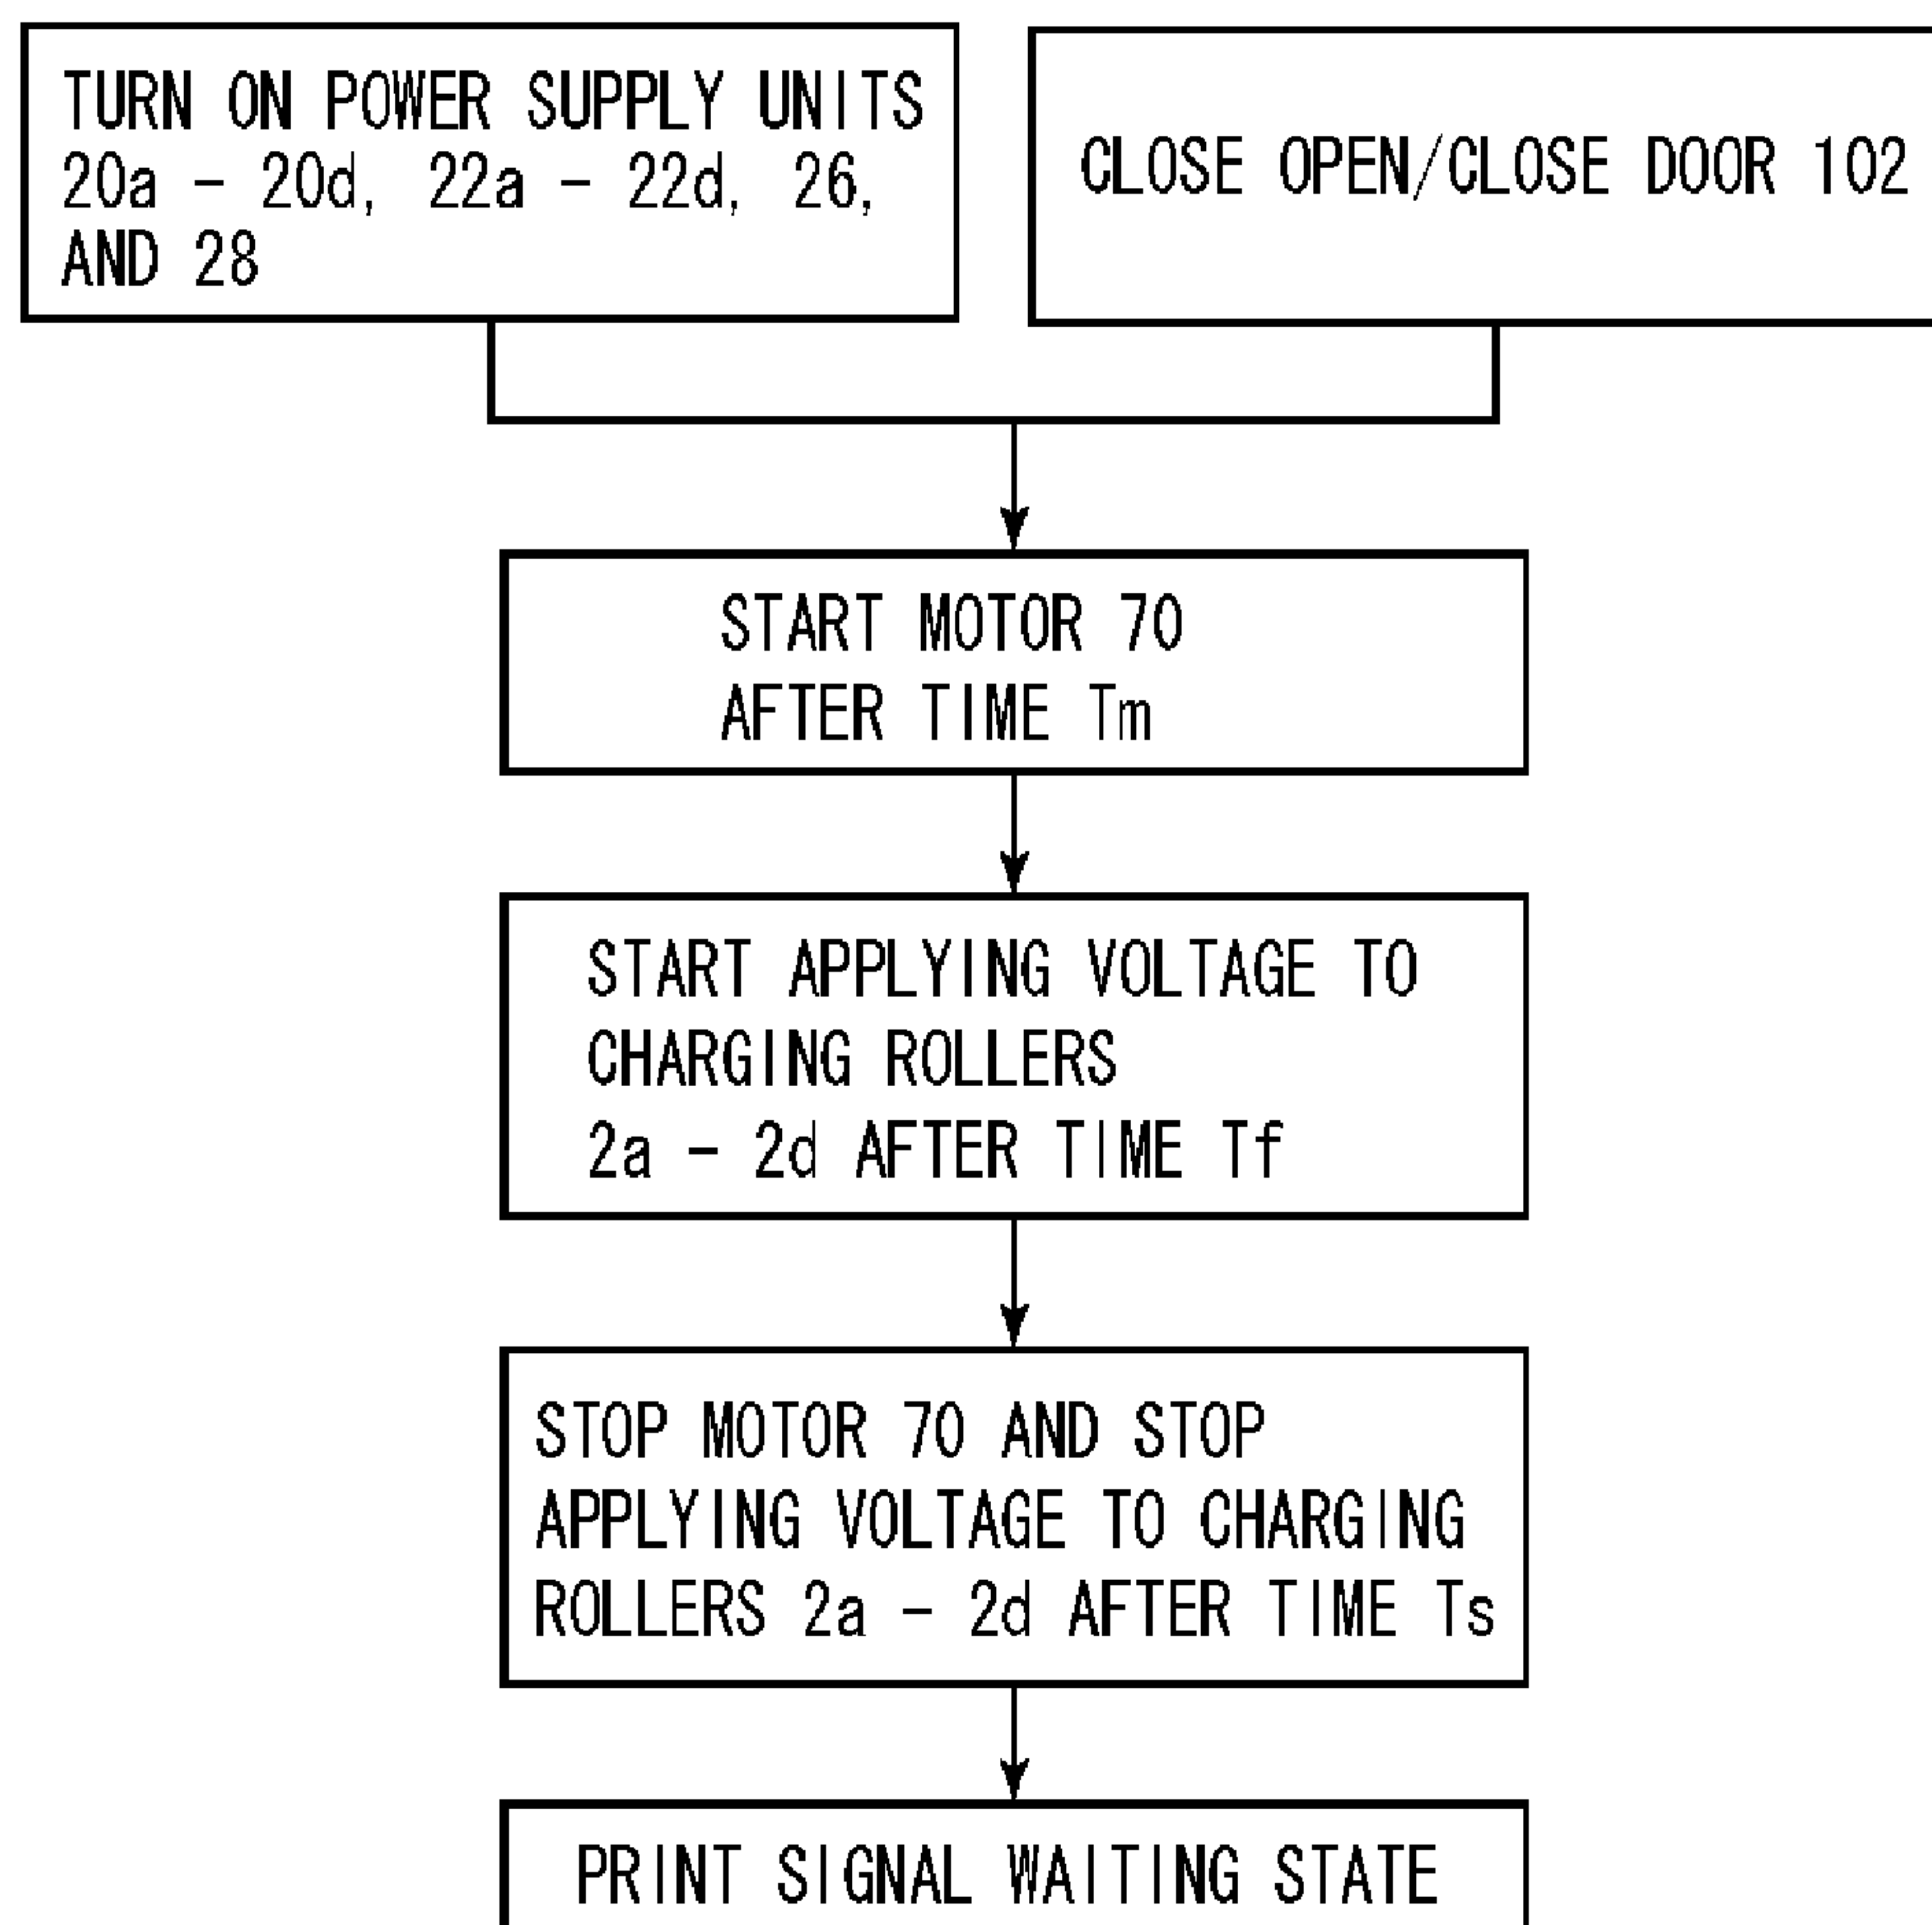 TURN ON POWER SUPPLY UNITS
20a - 20d, 22a - 22d, 26,
AND 28
CLOSE OPEN/CLOSE DOOR 102
START MOTOR 70
AFTER TIME Tm
START APPLYING VOLTAGE TO
CHARGING ROLLERS
2a - 2d AFTER TIME Tf
STOP MOTOR 70 AND STOP
APPLYING VOLTAGE TO CHARGING
ROLLERS 2a - 2d AFTER TIME Ts
PRINT SIGNAL WAITING STATE